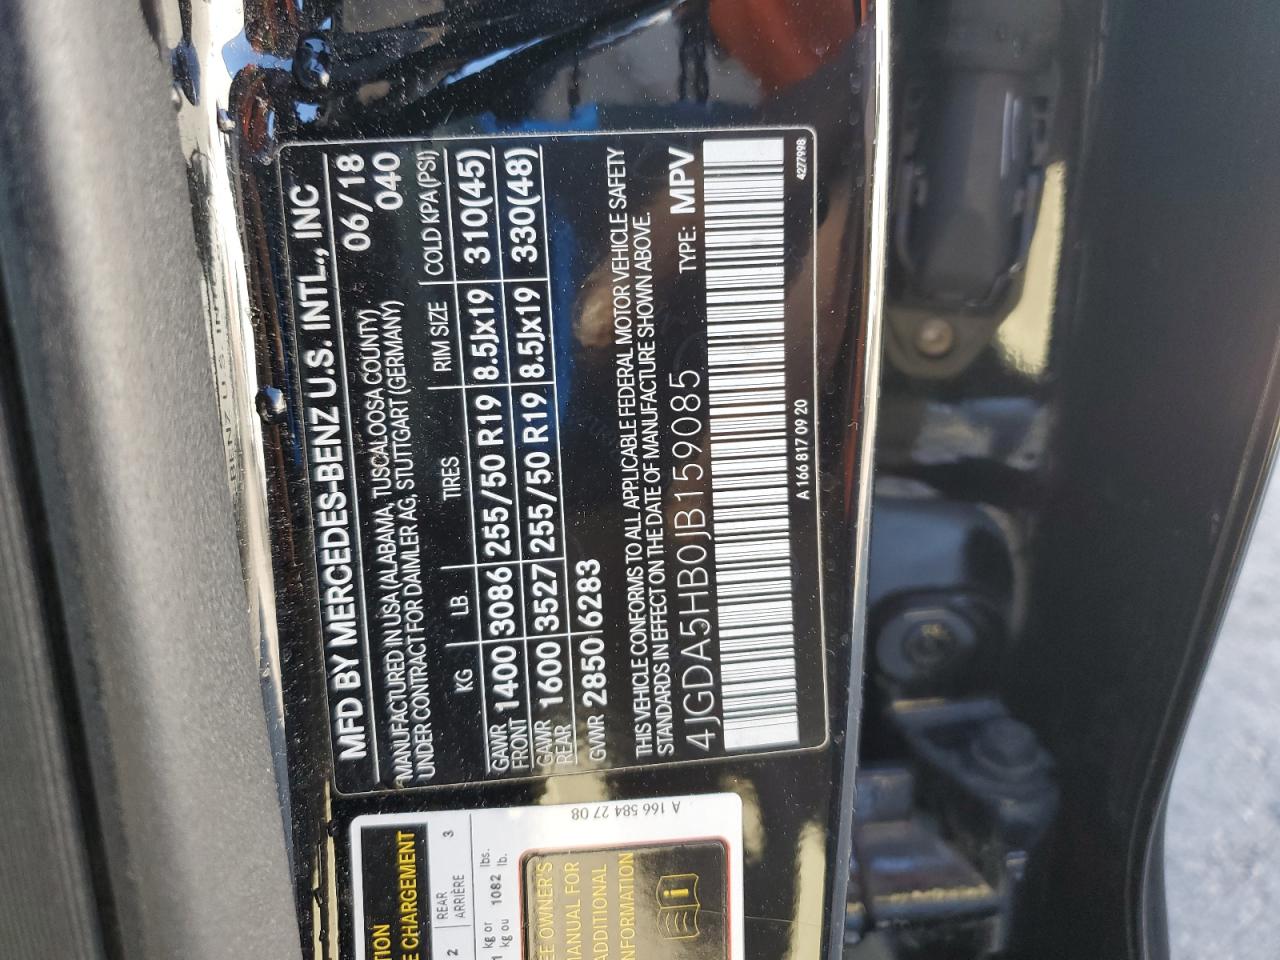 MFD BY MERCEDES-BENZ U.S. INTL., INC
06/18
MANUFACTURED IN USA (ALABAMA, TUSCALOOSA COUNTY) 040
UNDER CONTRACT FOR DAIMLER AG, STUTTGART (GERMANY)
KG LB TIRES RIM SIZE COLD KPA (PSI)
GAWR FRONT 1400 3086 255/50 R19 8.5Jx19 310(45)
GAWR REAR 1600 3527 255/50 R19 8.5Jx19 330(48)
GVWR 2850 6283
THIS VEHICLE CONFORMS TO ALL APPLICABLE FEDERAL MOTOR VEHICLE SAFETY
STANDARDS IN EFFECT ON THE DATE OF MANUFACTURE SHOWN ABOVE.
4JGDA5HB0JB159085 TYPE: MPV
A 166 817 09 20
4277998
A 166 584 27 08
CHARGEMENT
2 REAR 3
ARRIÈRE
kg or lbs.
kg ou 1082 lb.
OWNER'S
FOR
ADDITIONAL